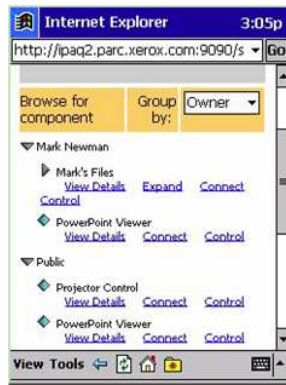 Internet Explorer 3:05p
http://ipaq2.parc.xerox.com:9090/s Go
Browse for component Group by: Owner
Mark Newman
Mark's Files
View Details Expand Connect
Control
PowerPoint Viewer
View Details Connect Control
Public
Projector Control
View Details Connect Control
PowerPoint Viewer
View Details Connect Control
View Tools